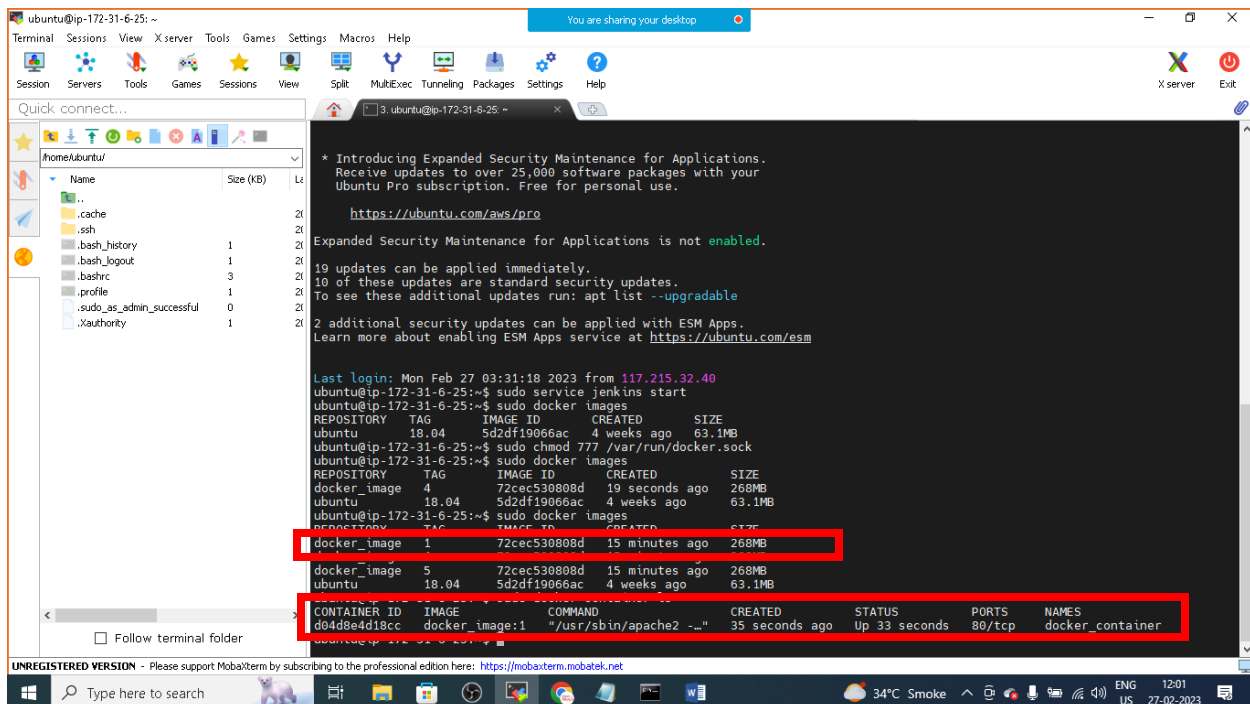 ubuntu@ip-172-31-6-25: ~
You are sharing your desktop
Terminal Sessions View X server Tools Games Settings Macros Help
Session Servers Tools Games Sessions View Split MultiExec Tunneling Packages Settings Help X server Exit
Quick connect...
3. ubuntu@ip-172-31-6-25: ~
/home/ubuntu/
Name Size (KB) La
..
.cache 20
.ssh 20
.bash_history 1 20
.bash_logout 1 20
.bashrc 3 20
.profile 1 20
.sudo_as_admin_successful 0 20
.Xauthority 1 20
Follow terminal folder
* Introducing Expanded Security Maintenance for Applications.
Receive updates to over 25,000 software packages with your
Ubuntu Pro subscription. Free for personal use.
https://ubuntu.com/aws/pro
Expanded Security Maintenance for Applications is not enabled.
19 updates can be applied immediately.
10 of these updates are standard security updates.
To see these additional updates run: apt list --upgradable
2 additional security updates can be applied with ESM Apps.
Learn more about enabling ESM Apps service at https://ubuntu.com/esm
Last login: Mon Feb 27 03:31:18 2023 from 117.215.32.40
ubuntu@ip-172-31-6-25:~$ sudo service jenkins start
ubuntu@ip-172-31-6-25:~$ sudo docker images
REPOSITORY TAG IMAGE ID CREATED SIZE
ubuntu 18.04 5d2df19066ac 4 weeks ago 63.1MB
ubuntu@ip-172-31-6-25:~$ sudo chmod 777 /var/run/docker.sock
ubuntu@ip-172-31-6-25:~$ sudo docker images
REPOSITORY TAG IMAGE ID CREATED SIZE
docker_image 4 72cec530808d 19 seconds ago 268MB
ubuntu 18.04 5d2df19066ac 4 weeks ago 63.1MB
ubuntu@ip-172-31-6-25:~$ sudo docker images
REPOSITORY TAG IMAGE ID CREATED SIZE
docker_image 1 72cec530808d 15 minutes ago 268MB
docker_image 5 72cec530808d 15 minutes ago 268MB
ubuntu 18.04 5d2df19066ac 4 weeks ago 63.1MB
CONTAINER ID IMAGE COMMAND CREATED STATUS PORTS NAMES
d04d8e4d18cc docker_image:1 "/usr/sbin/apache2 -…" 35 seconds ago Up 33 seconds 80/tcp docker_container
UNREGISTERED VERSION - Please support MobaXterm by subscribing to the professional edition here: https://mobaxterm.mobatek.net
Type here to search
34°C Smoke
ENG
US
12:01
27-02-2023